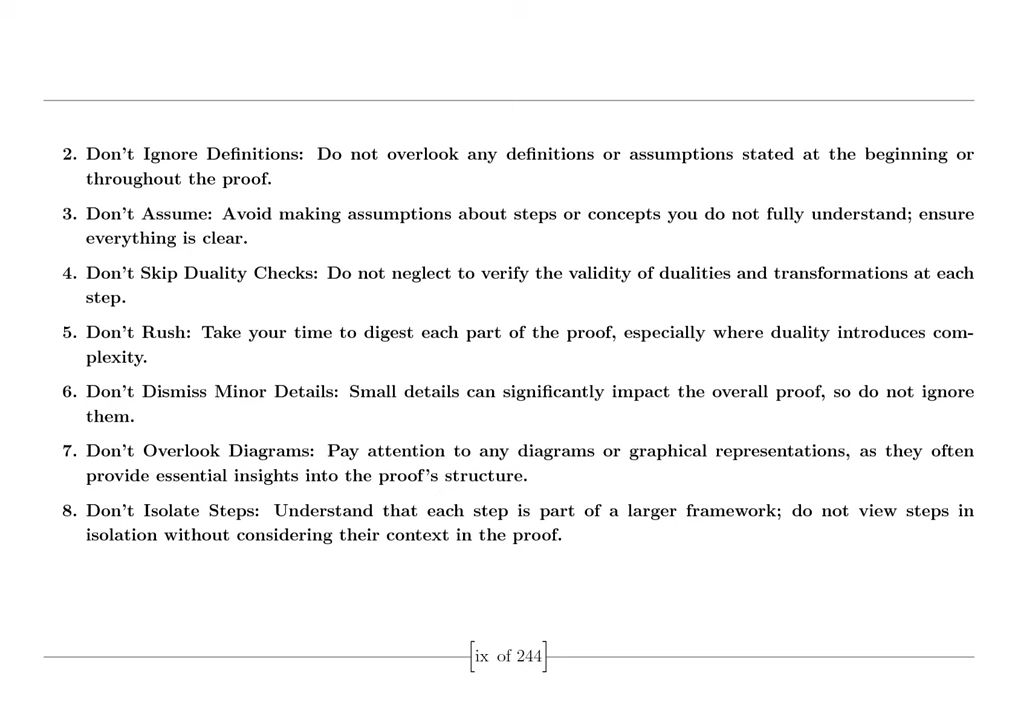 2. Don’t Ignore Definitions: Do not overlook any definitions or assumptions stated at the beginning or
throughout the proof.
3. Don’t Assume: Avoid making assumptions about steps or concepts you do not fully understand; ensure
everything is clear.
4. Don’t Skip Duality Checks: Do not neglect to verify the validity of dualities and transformations at each
step.
5. Don’t Rush: Take your time to digest each part of the proof, especially where duality introduces com-
plexity.
6. Don’t Dismiss Minor Details: Small details can significantly impact the overall proof, so do not ignore
them.
7. Don’t Overlook Diagrams: Pay attention to any diagrams or graphical representations, as they often
provide essential insights into the proof’s structure.
8. Don’t Isolate Steps: Understand that each step is part of a larger framework; do not view steps in
isolation without considering their context in the proof.
[ix of 244]